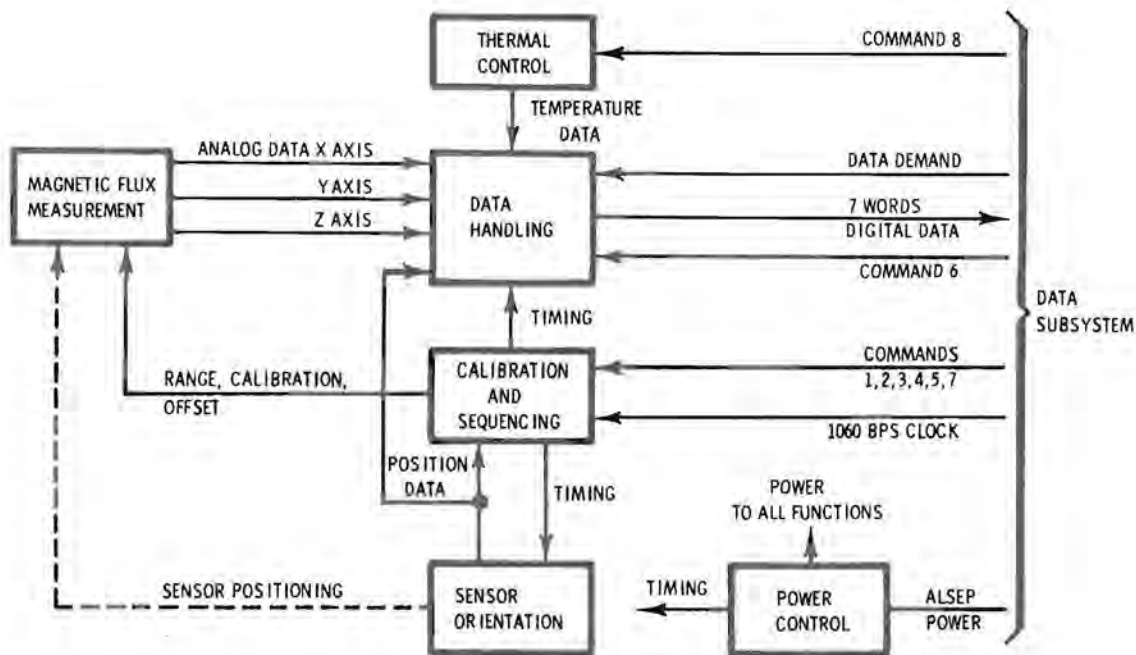 THERMAL
CONTROL
COMMAND 8
TEMPERATURE
DATA
ANALOG DATA X AXIS
Y AXIS
Z AXIS
MAGNETIC FLUX
MEASUREMENT
DATA
HANDLING
DATA DEMAND
7 WORDS
DIGITAL DATA
COMMAND 6
DATA
SUBSYSTEM
TIMING
RANGE, CALIBRATION,
OFFSET
CALIBRATION
AND
SEQUENCING
COMMANDS
1,2,3,4,5,7
1060 BPS CLOCK
POSITION
DATA
TIMING
POWER
TO ALL FUNCTIONS
SENSOR POSITIONING
SENSOR
ORIENTATION
TIMING
POWER
CONTROL
ALSEP
POWER